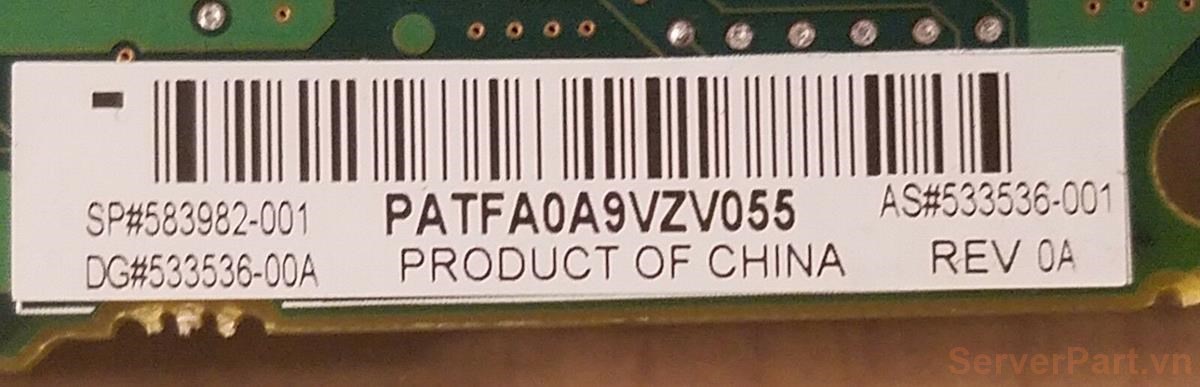 SP#583982-001 PATFA0A9VZV055 AS#533536-001
DG#533536-00A PRODUCT OF CHINA REV 0A
ServerPart.vn